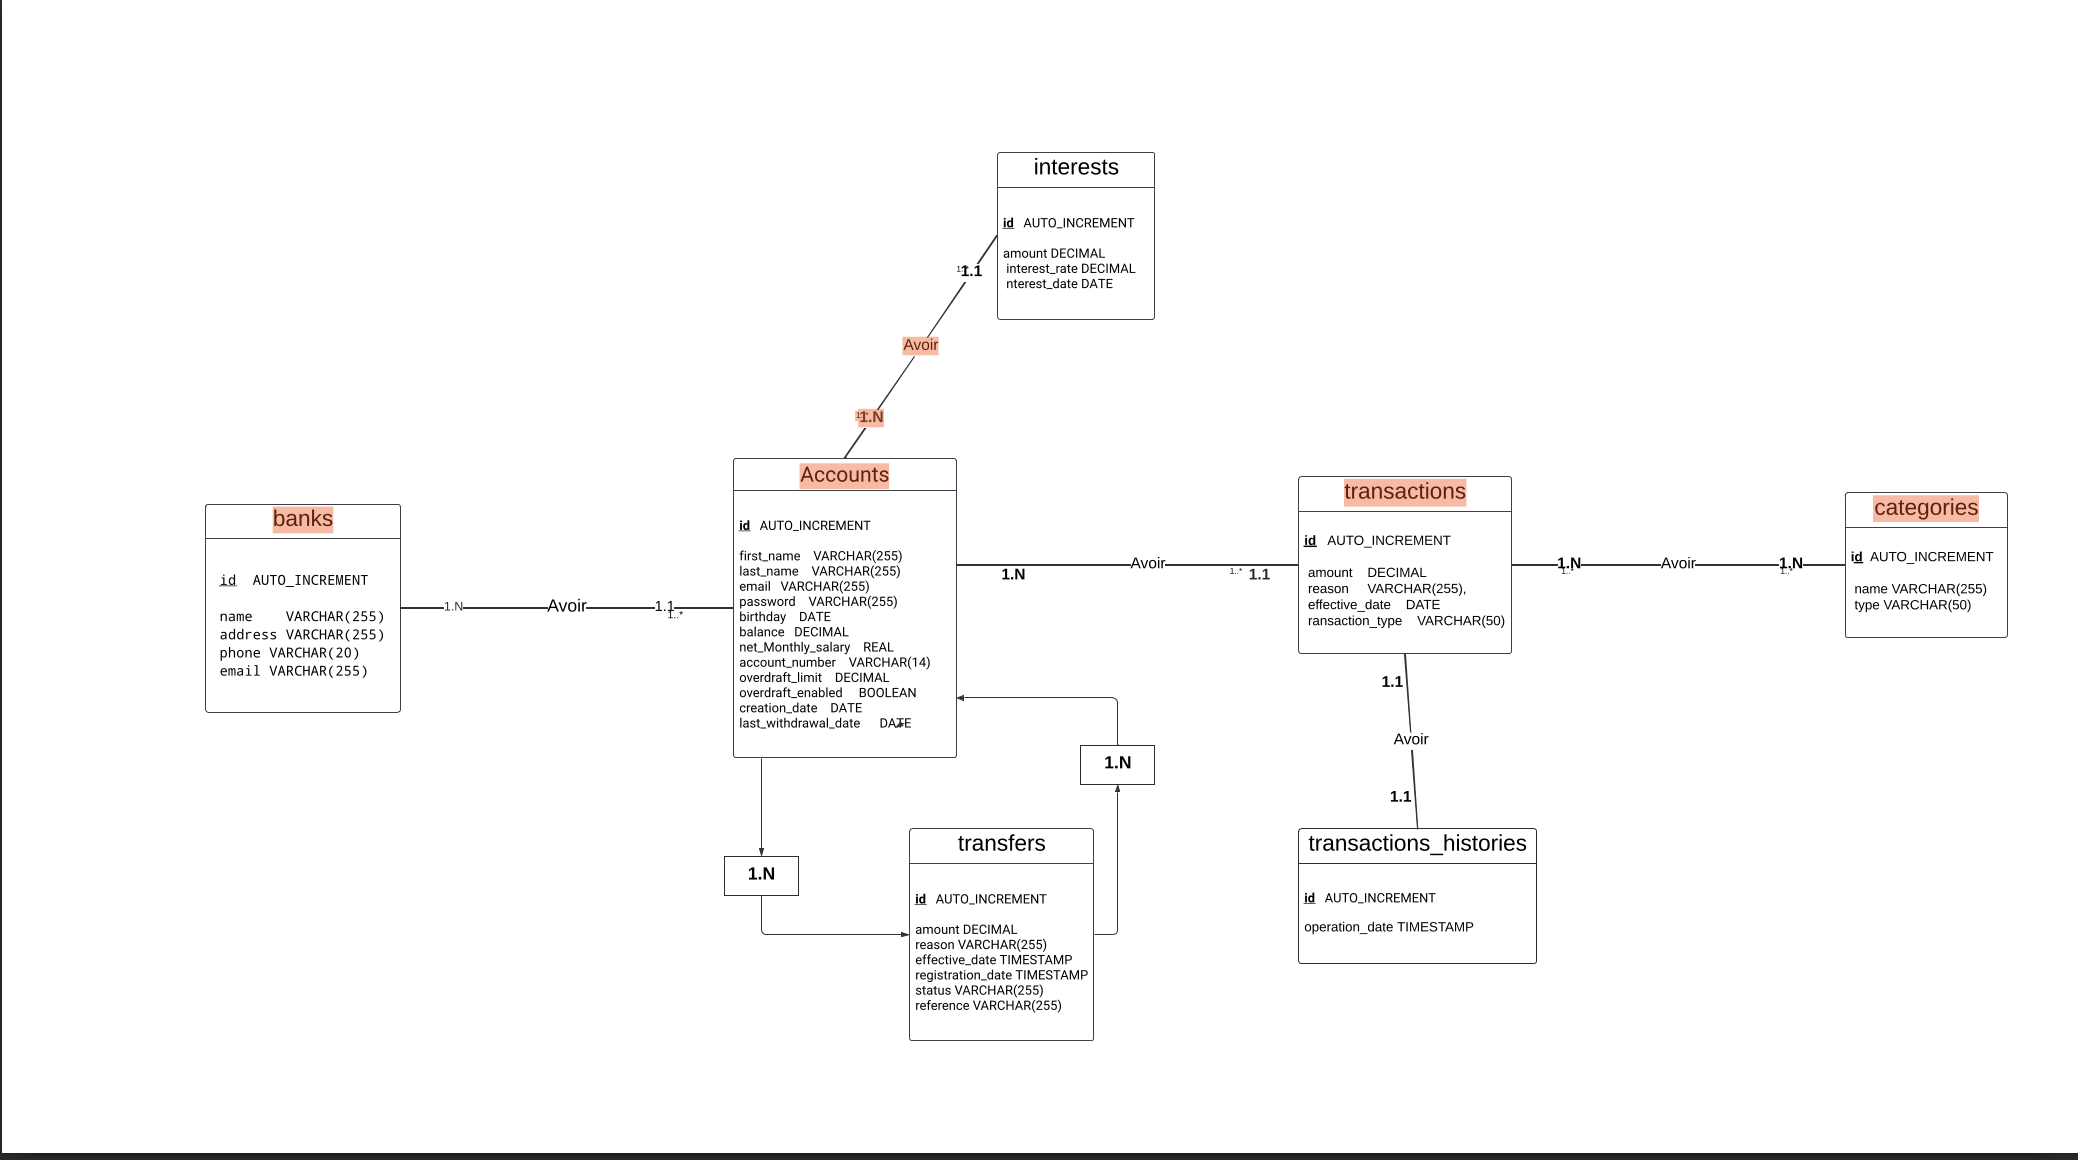 interests
id AUTO_INCREMENT
amount DECIMAL
interest_rate DECIMAL
nterest_date DATE
1.1
Avoir
1.N
banks
id AUTO_INCREMENT
name VARCHAR(255)
address VARCHAR(255)
phone VARCHAR(20)
email VARCHAR(255)
1.N
Avoir
1.1
1..*
Accounts
id AUTO_INCREMENT
first_name VARCHAR(255)
last_name VARCHAR(255)
email VARCHAR(255)
password VARCHAR(255)
birthday DATE
balance DECIMAL
net_Monthly_salary REAL
account_number VARCHAR(14)
overdraft_limit DECIMAL
overdraft_enabled BOOLEAN
creation_date DATE
last_withdrawal_date DATE
1.N
Avoir
1..* 1.1
transactions
id AUTO_INCREMENT
amount DECIMAL
reason VARCHAR(255),
effective_date DATE
ransaction_type VARCHAR(50)
1.N
Avoir
1.N
categories
id AUTO_INCREMENT
name VARCHAR(255)
type VARCHAR(50)
1.N
1.N
transfers
id AUTO_INCREMENT
amount DECIMAL
reason VARCHAR(255)
effective_date TIMESTAMP
registration_date TIMESTAMP
status VARCHAR(255)
reference VARCHAR(255)
1.1
Avoir
1.1
transactions_histories
id AUTO_INCREMENT
operation_date TIMESTAMP